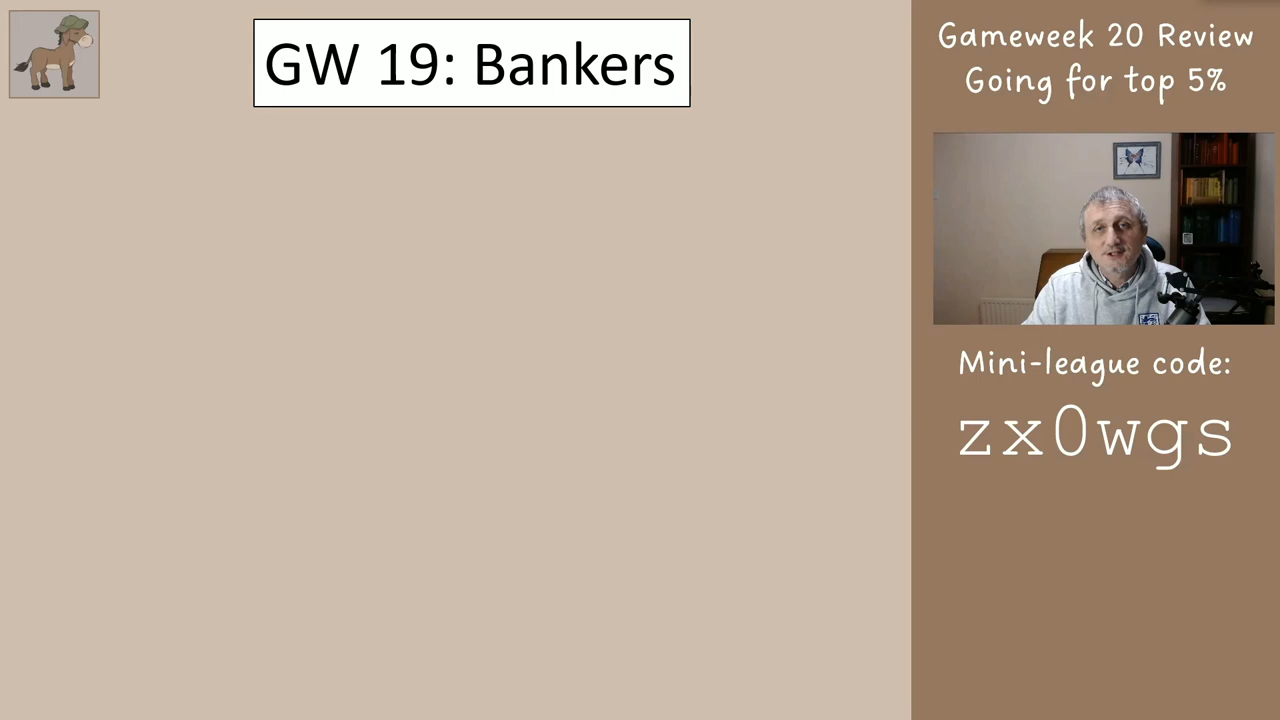 GW 19: Bankers
Gameweek 20 Review
Going for top 5%
Mini-league code:
zx0wgs